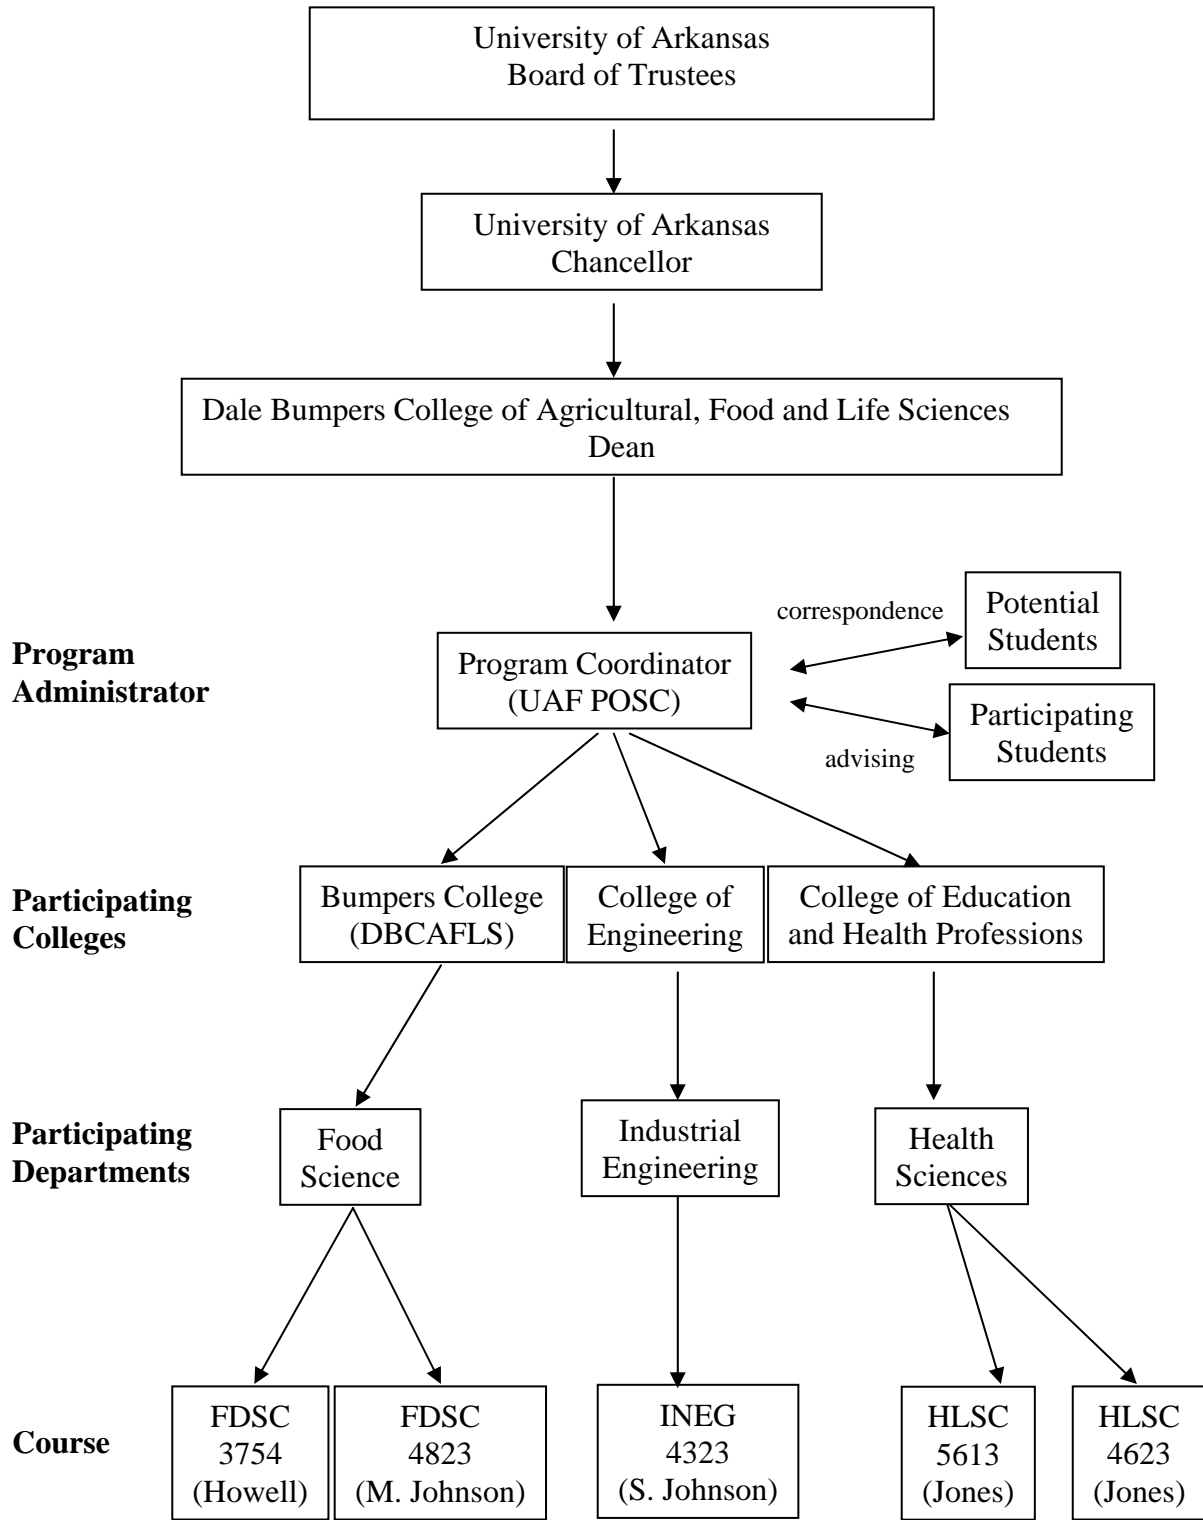 University of Arkansas
Board of Trustees
University of Arkansas
Chancellor
Dale Bumpers College of Agricultural, Food and Life Sciences
Dean
correspondence
Potential
Students
Program
Administrator
Program Coordinator
(UAF POSC)
Participating
Students
advising
Participating
Colleges
Bumpers College
(DBCAFLS)
College of
Engineering
College of Education
and Health Professions
Participating
Departments
Food
Science
Industrial
Engineering
Health
Sciences
Course
FDSC
3754
(Howell)
FDSC
4823
(M. Johnson)
INEG
4323
(S. Johnson)
HLSC
5613
(Jones)
HLSC
4623
(Jones)